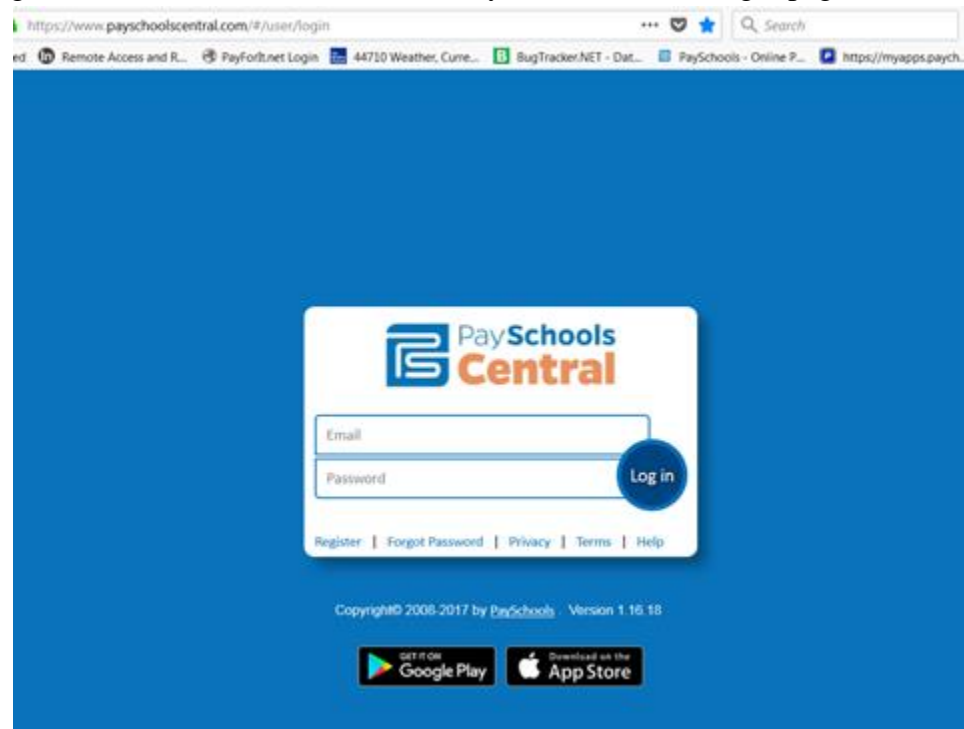 https://www.payschoolscentral.com/#/user/login ··· Search
ed Remote Access and R... PayForIt.net Login 44710 Weather, Curre... BugTracker.NET - Dat... PaySchools - Online P... https://myapps.paych...
PaySchools
Central
Email
Password
Log in
Register | Forgot Password | Privacy | Terms | Help
Copyright© 2008-2017 by PaySchools . Version 1.16.18
GET IT ON
Google Play
Download on the
App Store